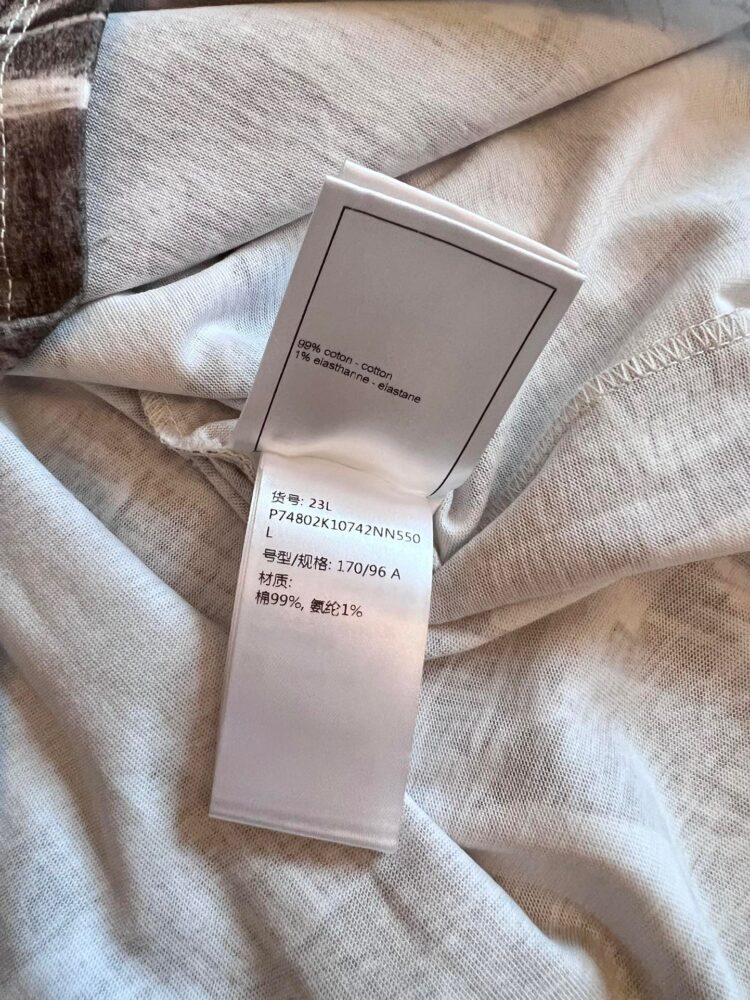 99% coton - cotton
1% elasthanne - elastane
货号: 23L
P74802K10742NN550
L
号型/规格: 170/96 A
材质:
棉99%, 氨纶1%